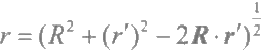 r = (R² + (r′)² − 2R · r′)^{1/2}